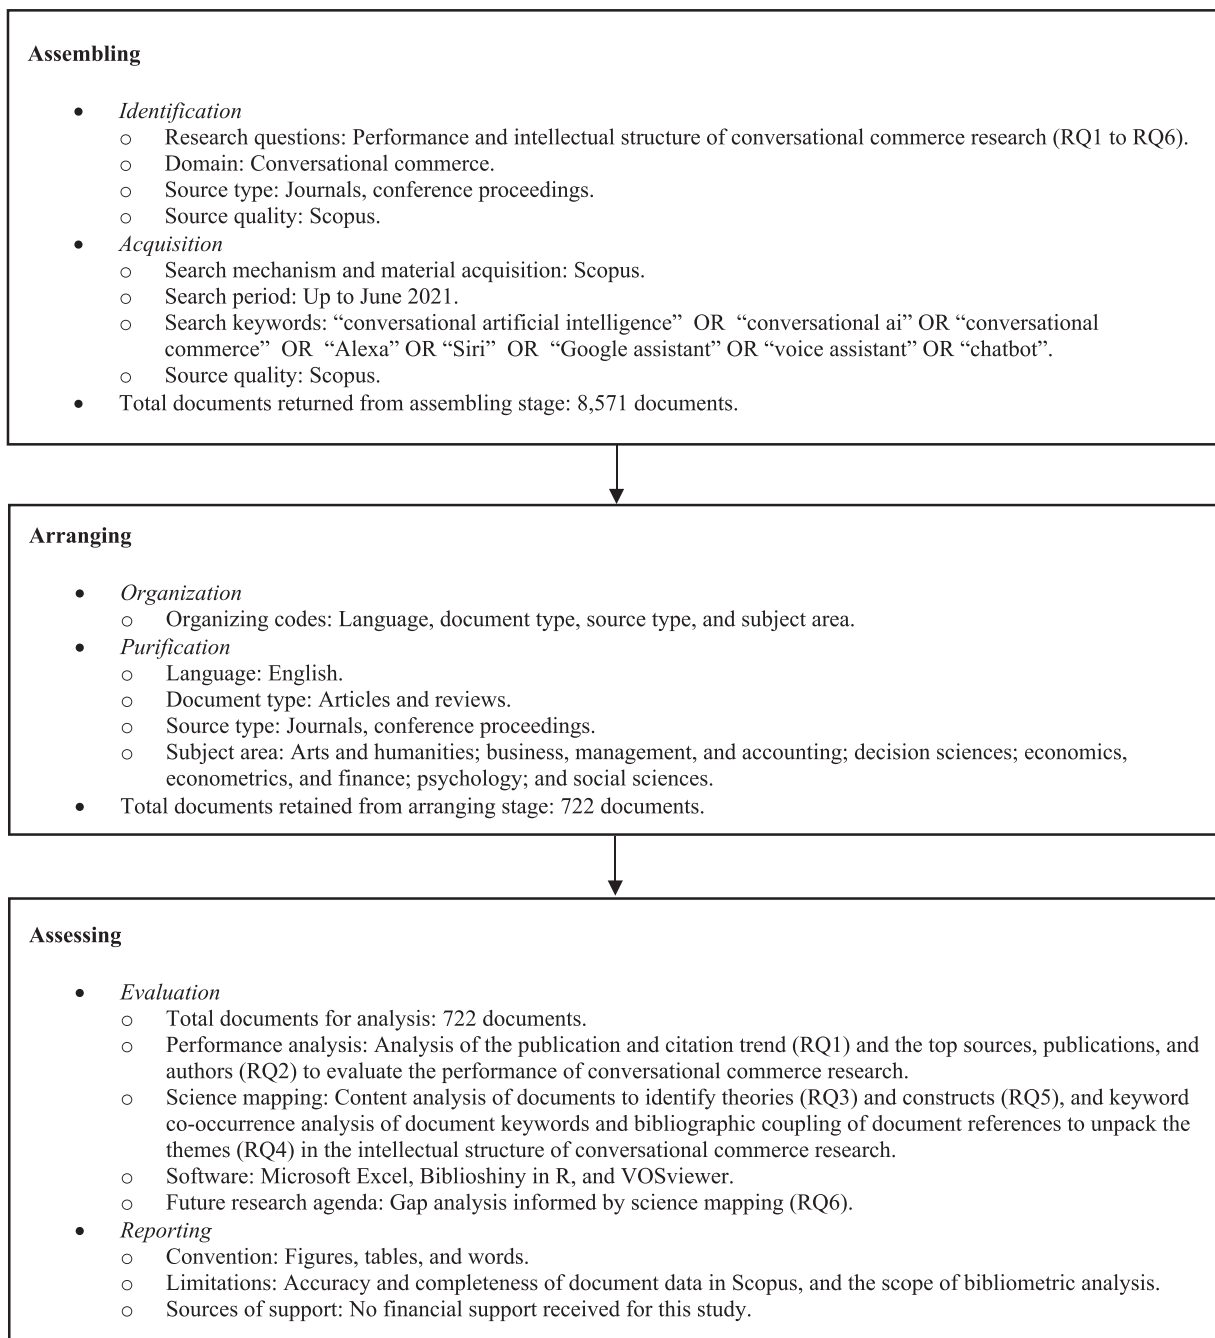 Assembling
• Identification
o Research questions: Performance and intellectual structure of conversational commerce research (RQ1 to RQ6).
o Domain: Conversational commerce.
o Source type: Journals, conference proceedings.
o Source quality: Scopus.
• Acquisition
o Search mechanism and material acquisition: Scopus.
o Search period: Up to June 2021.
o Search keywords: “conversational artificial intelligence” OR “conversational ai” OR “conversational
commerce” OR “Alexa” OR “Siri” OR “Google assistant” OR “voice assistant” OR “chatbot”.
o Source quality: Scopus.
• Total documents returned from assembling stage: 8,571 documents.
Arranging
• Organization
o Organizing codes: Language, document type, source type, and subject area.
• Purification
o Language: English.
o Document type: Articles and reviews.
o Source type: Journals, conference proceedings.
o Subject area: Arts and humanities; business, management, and accounting; decision sciences; economics,
econometrics, and finance; psychology; and social sciences.
• Total documents retained from arranging stage: 722 documents.
Assessing
• Evaluation
o Total documents for analysis: 722 documents.
o Performance analysis: Analysis of the publication and citation trend (RQ1) and the top sources, publications, and
authors (RQ2) to evaluate the performance of conversational commerce research.
o Science mapping: Content analysis of documents to identify theories (RQ3) and constructs (RQ5), and keyword
co-occurrence analysis of document keywords and bibliographic coupling of document references to unpack the
themes (RQ4) in the intellectual structure of conversational commerce research.
o Software: Microsoft Excel, Biblioshiny in R, and VOSviewer.
o Future research agenda: Gap analysis informed by science mapping (RQ6).
• Reporting
o Convention: Figures, tables, and words.
o Limitations: Accuracy and completeness of document data in Scopus, and the scope of bibliometric analysis.
o Sources of support: No financial support received for this study.